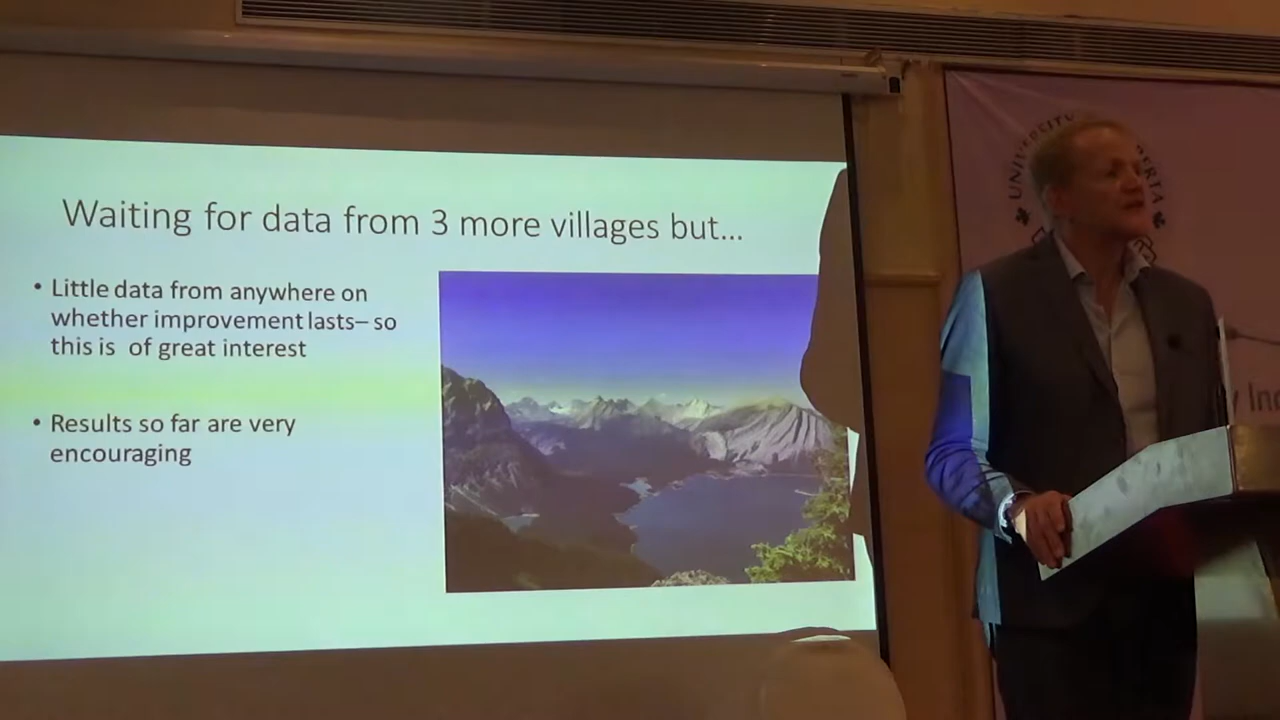 Waiting for data from 3 more villages but...
• Little data from anywhere on
whether improvement lasts– so
this is of great interest
• Results so far are very
encouraging